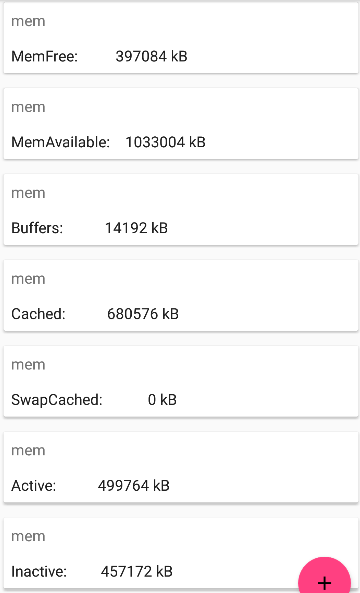 mem
MemFree: 397084 kB
mem
MemAvailable: 1033004 kB
mem
Buffers: 14192 kB
mem
Cached: 680576 kB
mem
SwapCached: 0 kB
mem
Active: 499764 kB
mem
Inactive: 457172 kB
+